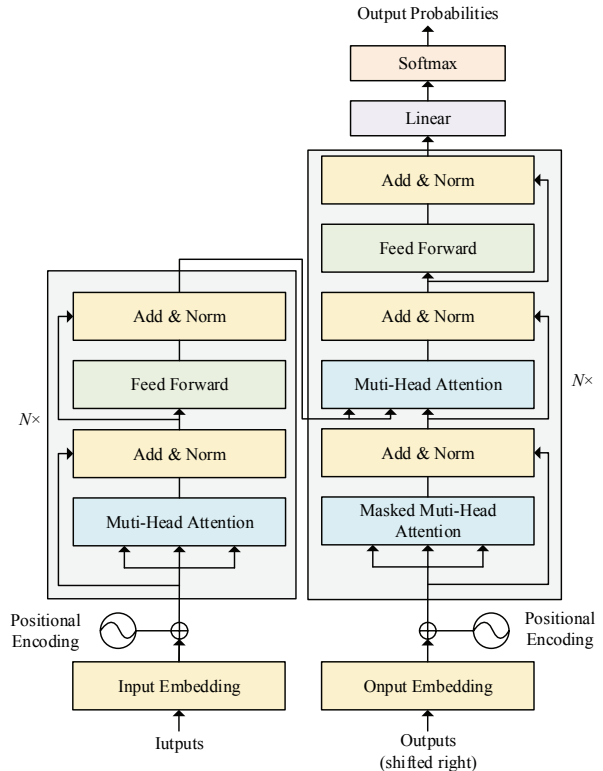 Output Probabilities
Softmax
Linear
Add & Norm
Feed Forward
Add & Norm
Muti-Head Attention
N×
Add & Norm
Masked Muti-Head
Attention
Positional
Encoding
Onput Embedding
Outputs
(shifted right)
Add & Norm
Feed Forward
N×
Add & Norm
Muti-Head Attention
Positional
Encoding
Input Embedding
Iutputs